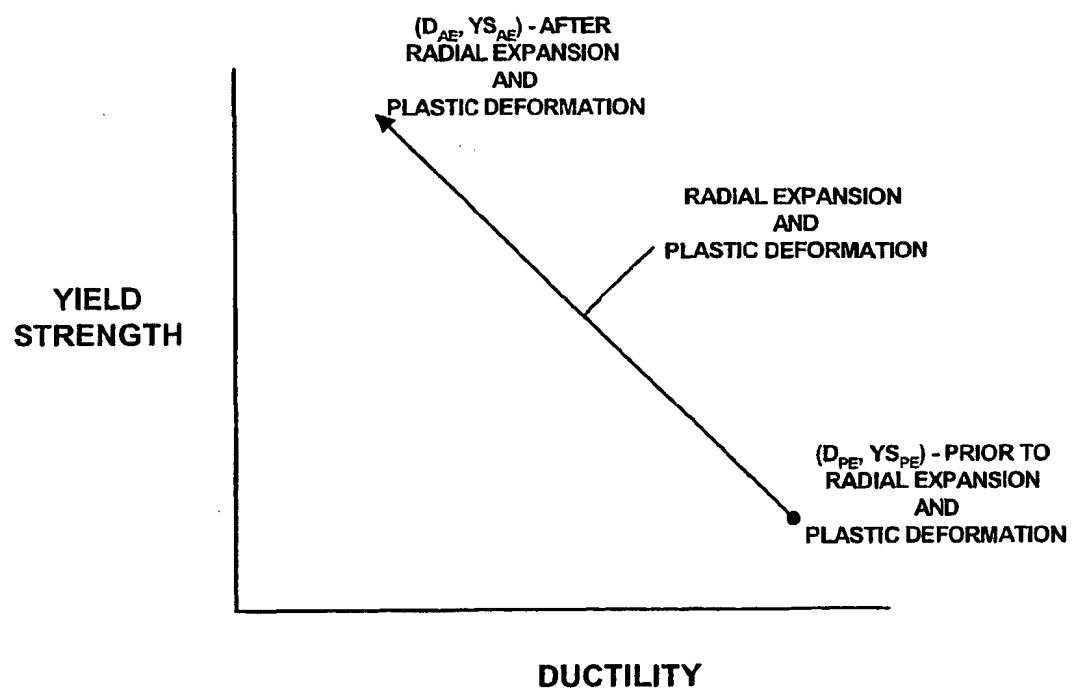 (D_AE, YS_AE) - AFTER
RADIAL EXPANSION
AND
PLASTIC DEFORMATION
RADIAL EXPANSION
AND
PLASTIC DEFORMATION
YIELD
STRENGTH
(D_PE, YS_PE) - PRIOR TO
RADIAL EXPANSION
AND
PLASTIC DEFORMATION
DUCTILITY